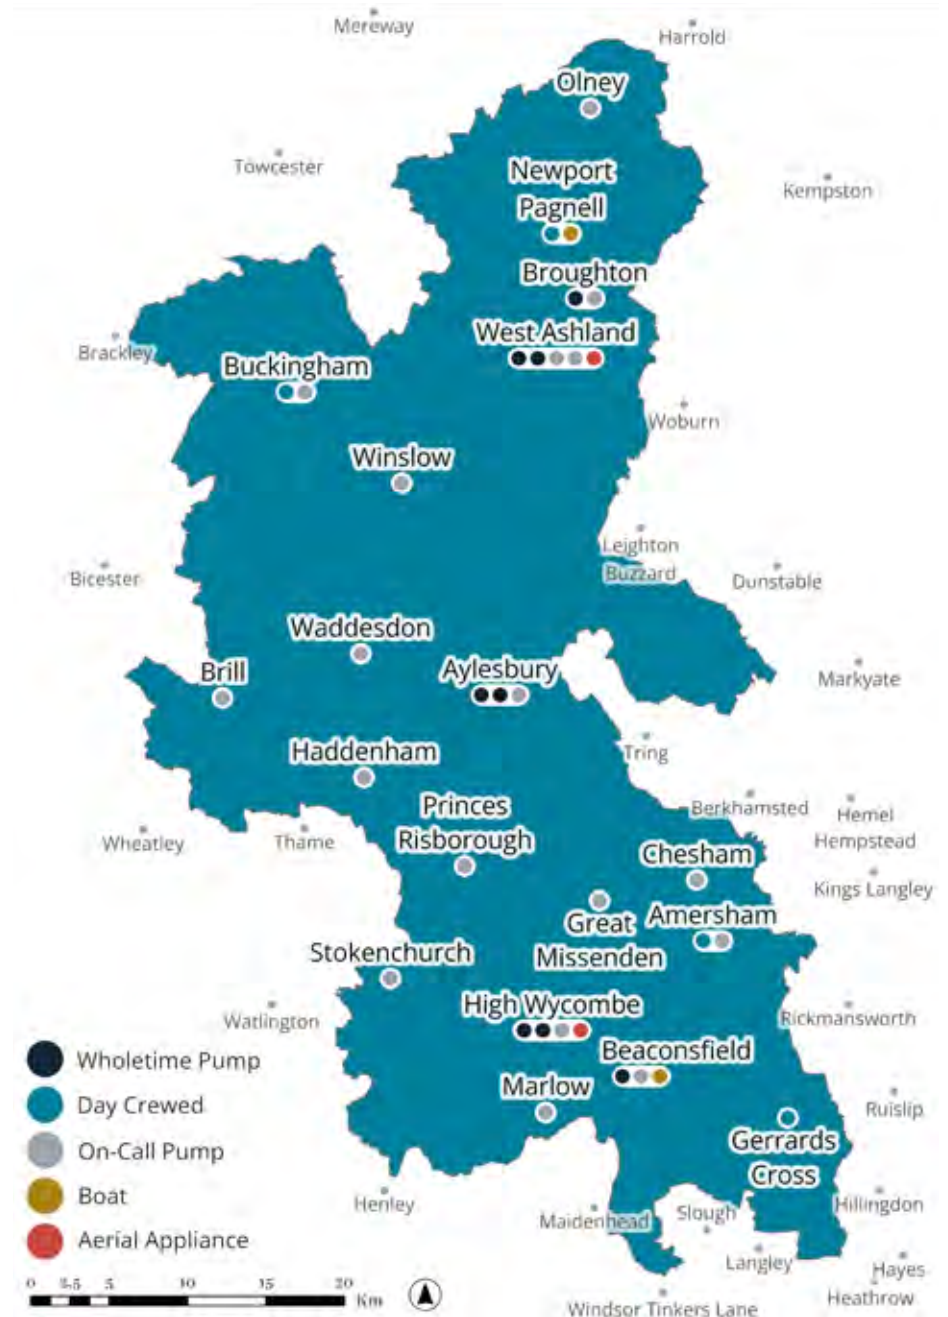 Mereway
Harrold
Olney
Towcester
Newport
Pagnell
Kempston
Broughton
West Ashland
Brackley
Buckingham
Woburn
Winslow
Leighton
Buzzard
Bicester
Dunstable
Waddesdon
Brill
Aylesbury
Markyate
Haddenham
Tring
Princes
Risborough
Berkhamsted
Hemel
Hempstead
Wheatley
Thame
Chesham
Kings Langley
Great
Missenden
Amersham
Stokenchurch
High Wycombe
Watlington
Rickmansworth
Beaconsfield
Marlow
Ruislip
Gerrards
Cross
Henley
Maidenhead
Slough
Hillingdon
Langley
Hayes
Heathrow
Windsor Tinkers Lane
Wholetime Pump
Day Crewed
On-Call Pump
Boat
Aerial Appliance
0 2.5 5 10 15 20
Km